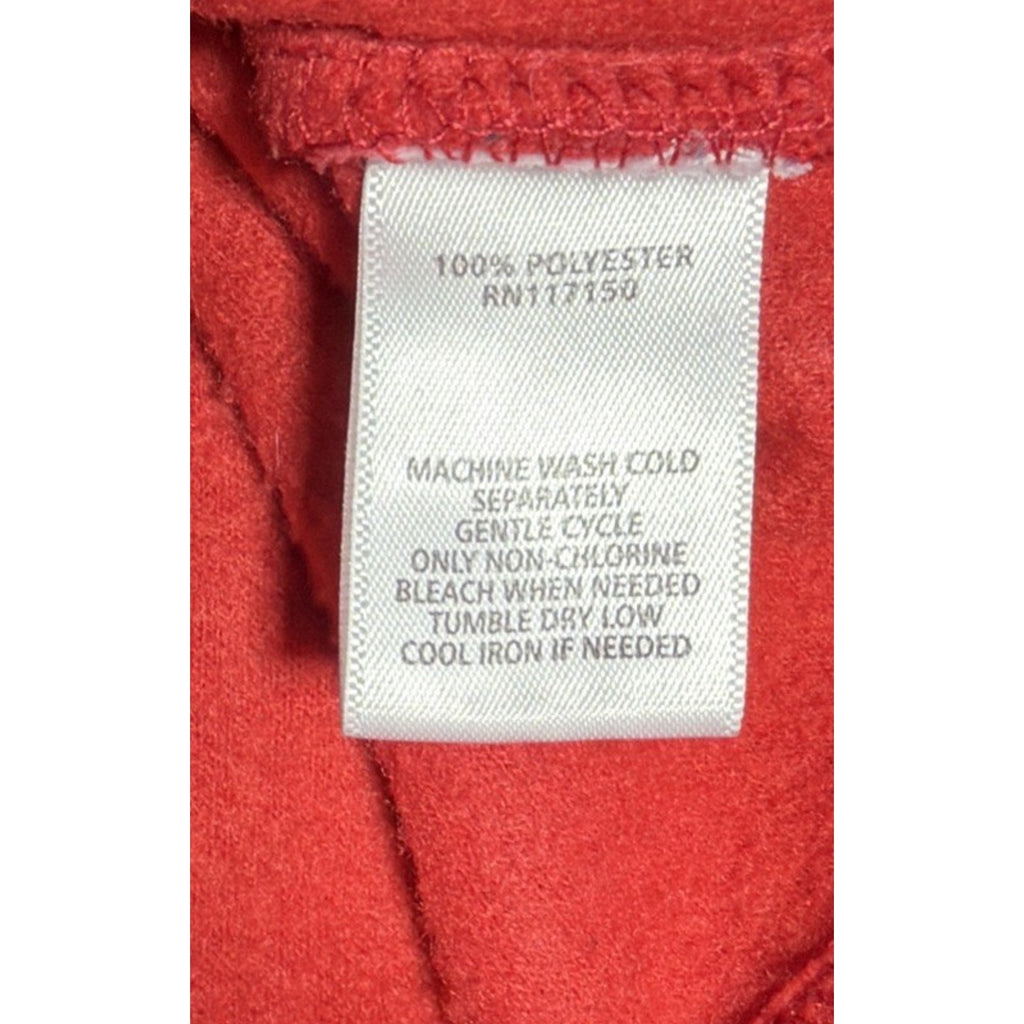 100% POLYESTER
RN117150
MACHINE WASH COLD
SEPARATELY
GENTLE CYCLE
ONLY NON-CHLORINE
BLEACH WHEN NEEDED
TUMBLE DRY LOW
COOL IRON IF NEEDED